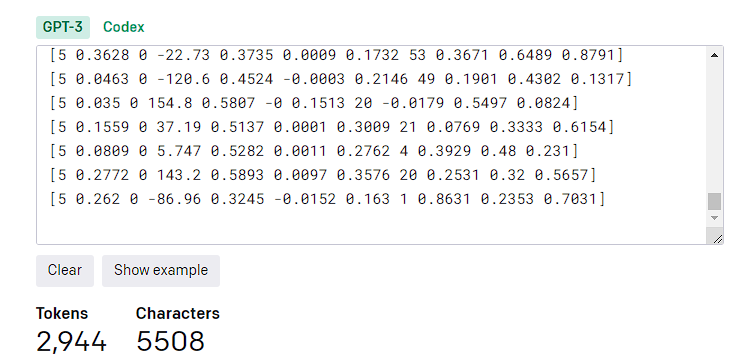 GPT-3 Codex
[5 0.3628 0 -22.73 0.3735 0.0009 0.1732 53 0.3671 0.6489 0.8791]
[5 0.0463 0 -120.6 0.4524 -0.0003 0.2146 49 0.1901 0.4302 0.1317]
[5 0.035 0 154.8 0.5807 -0 0.1513 20 -0.0179 0.5497 0.0824]
[5 0.1559 0 37.19 0.5137 0.0001 0.3009 21 0.0769 0.3333 0.6154]
[5 0.0809 0 5.747 0.5282 0.0011 0.2762 4 0.3929 0.48 0.231]
[5 0.2772 0 143.2 0.5893 0.0097 0.3576 20 0.2531 0.32 0.5657]
[5 0.262 0 -86.96 0.3245 -0.0152 0.163 1 0.8631 0.2353 0.7031]
Clear Show example
Tokens Characters
2,944 5508